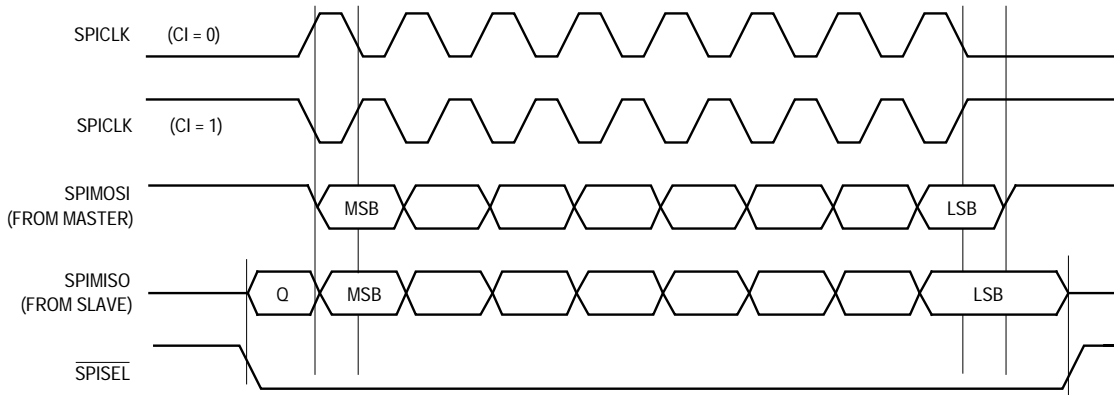 SPICLK (CI = 0)
SPICLK (CI = 1)
SPIMOSI
(FROM MASTER)
MSB LSB
SPIMISO
(FROM SLAVE)
Q MSB LSB
SPISEL